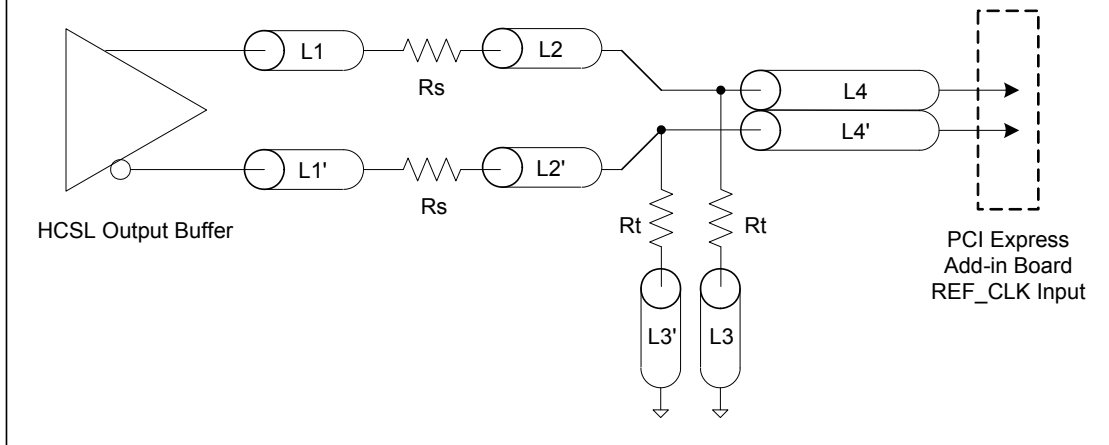 L1
Rs
L2
L4
L4'
L1'
Rs
L2'
HCSL Output Buffer
Rt
Rt
L3'
L3
PCI Express
Add-in Board
REF_CLK Input